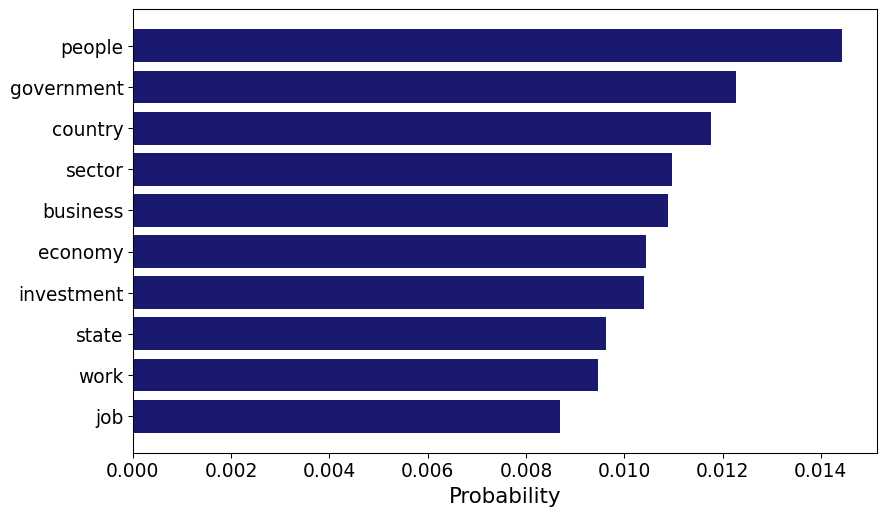 people
government
country
sector
business
economy
investment
state
work
job
0.000 0.002 0.004 0.006 0.008 0.010 0.012 0.014
Probability